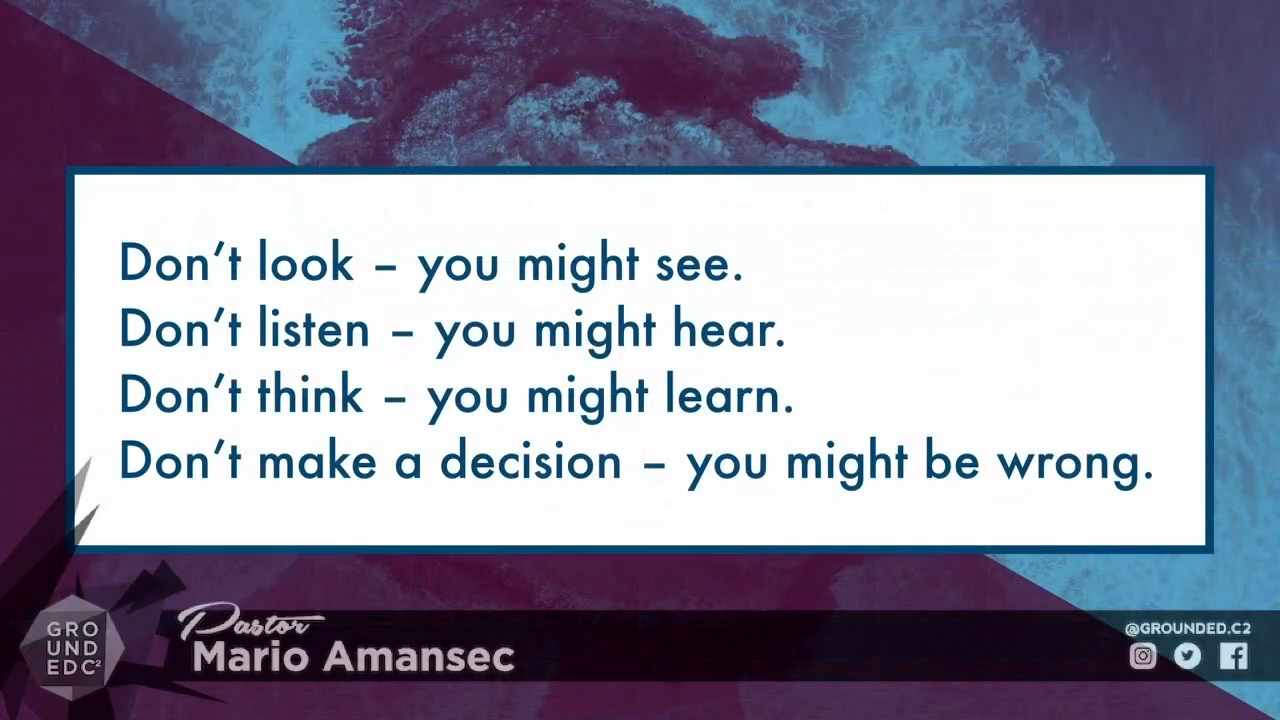 Don’t look – you might see.
Don’t listen – you might hear.
Don’t think – you might learn.
Don’t make a decision – you might be wrong.
GRO
UND
EDC²
Pastor
Mario Amansec
@GROUNDED.C2